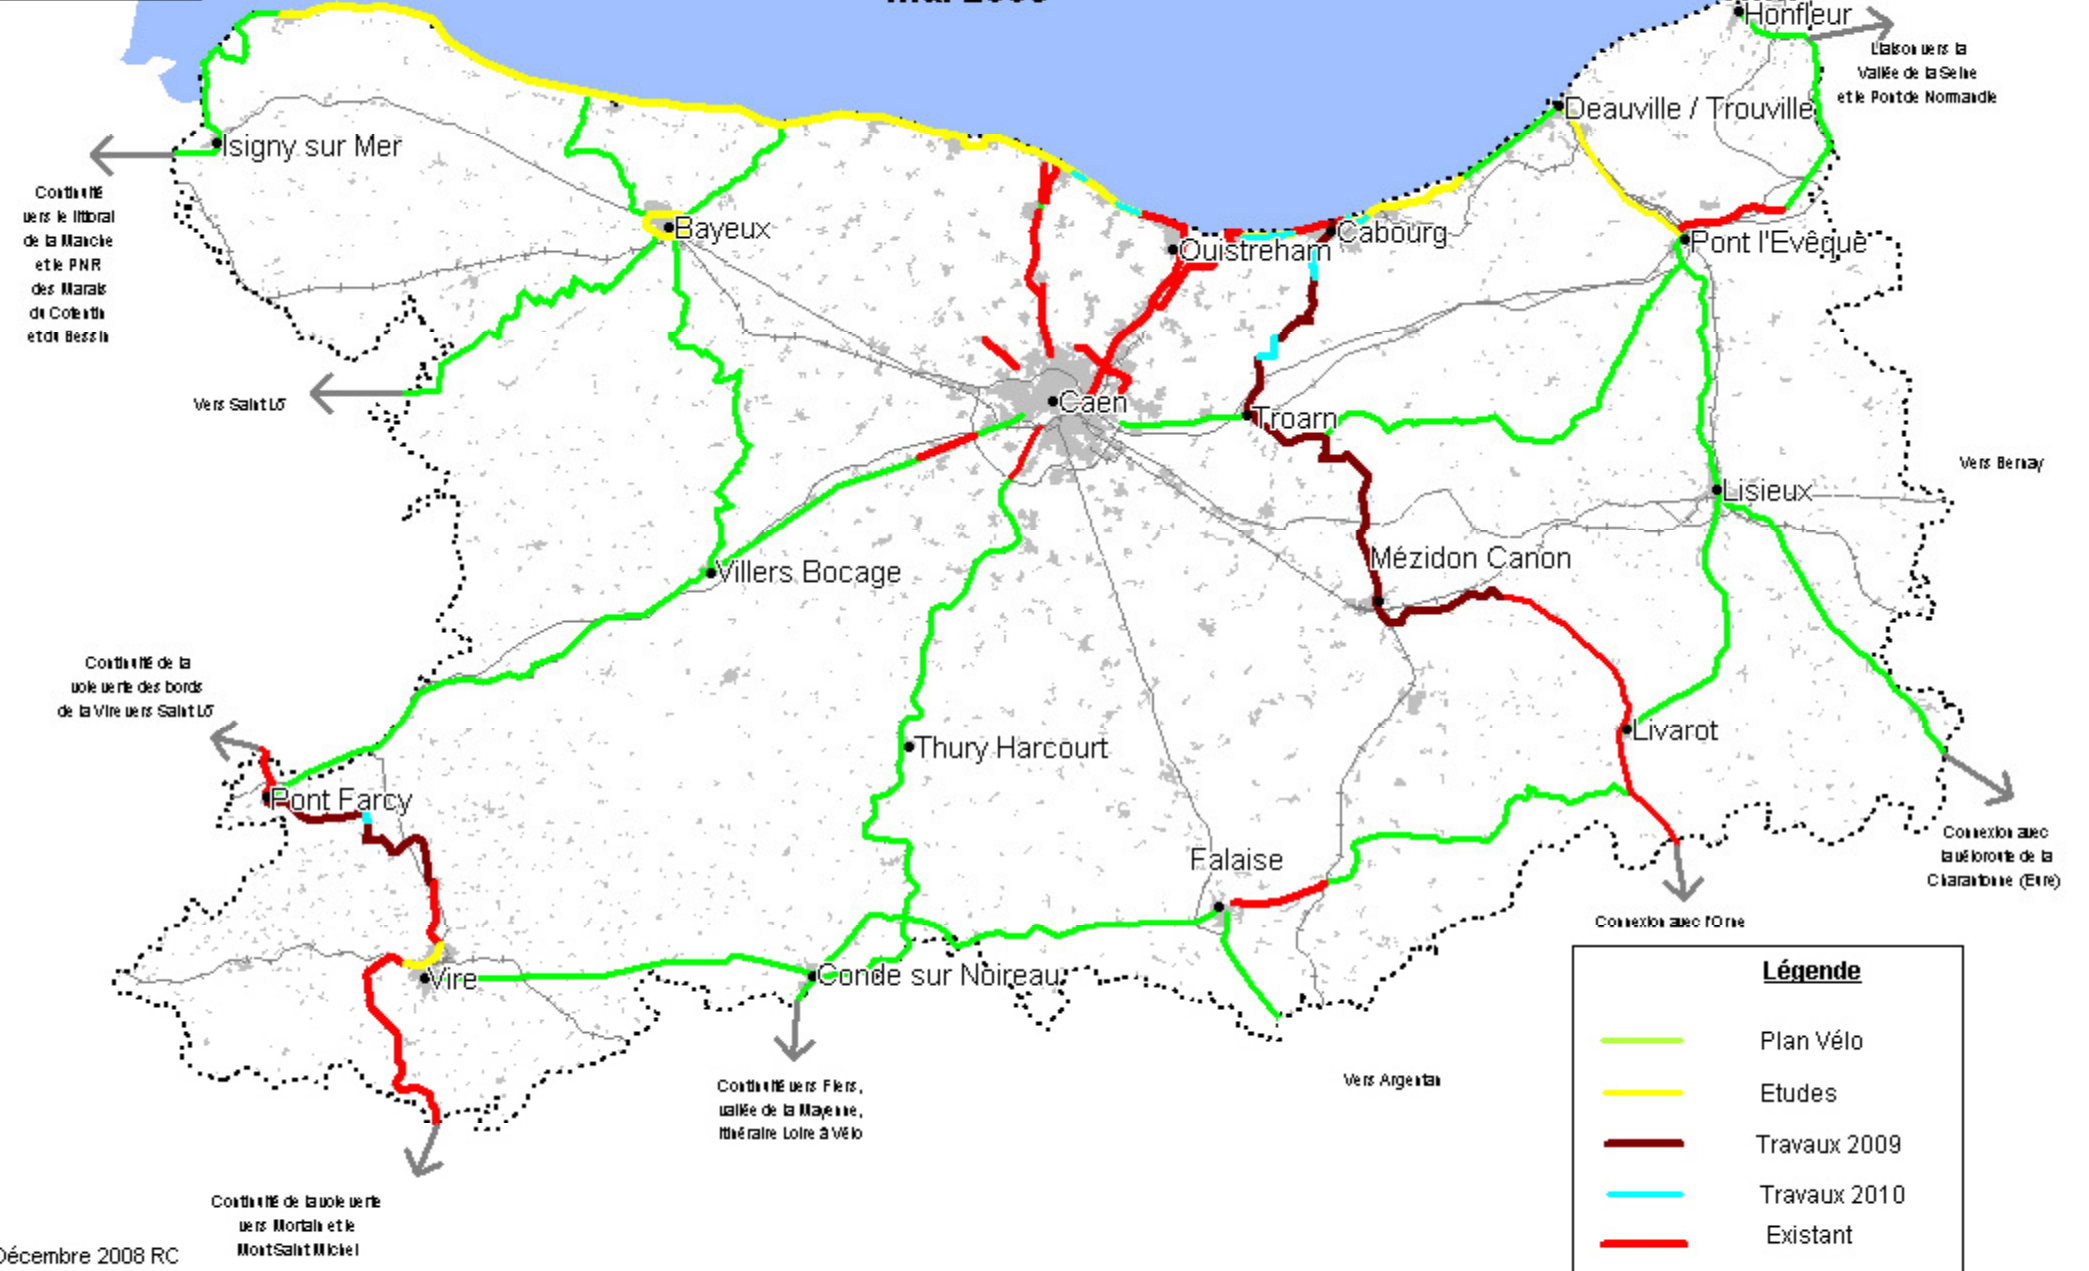 Honfleur
Liaison vers la
Vallée de la Seine
et le Pont de Normandie
Deauville / Trouville
Isigny sur Mer
Continuité
vers le littoral
de la Manche
et le PNR
des Marais
du Cotentin
et du Bessin
Bayeux
Ouistreham
Cabourg
Pont l'Evêque
Vers Saint Lô
Caen
Troarn
Vers Bernay
Lisieux
Mézidon Canon
Villers Bocage
Continuité de la
voie verte des bords
de la Vire vers Saint Lô
Livarot
Thury Harcourt
Pont Farcy
Falaise
Connexion avec
la véloroute de la
Charantonne (Eure)
Connexion avec l'Orne
Vire
Conde sur Noireau
Vers Argentan
Continuité vers Flers,
vallée de la Mayenne,
Itinéraire Loire à Vélo
Continuité de la voie verte
vers Mortain et le
Mont Saint Michel
Décembre 2008 RC
Légende
Plan Vélo
Etudes
Travaux 2009
Travaux 2010
Existant